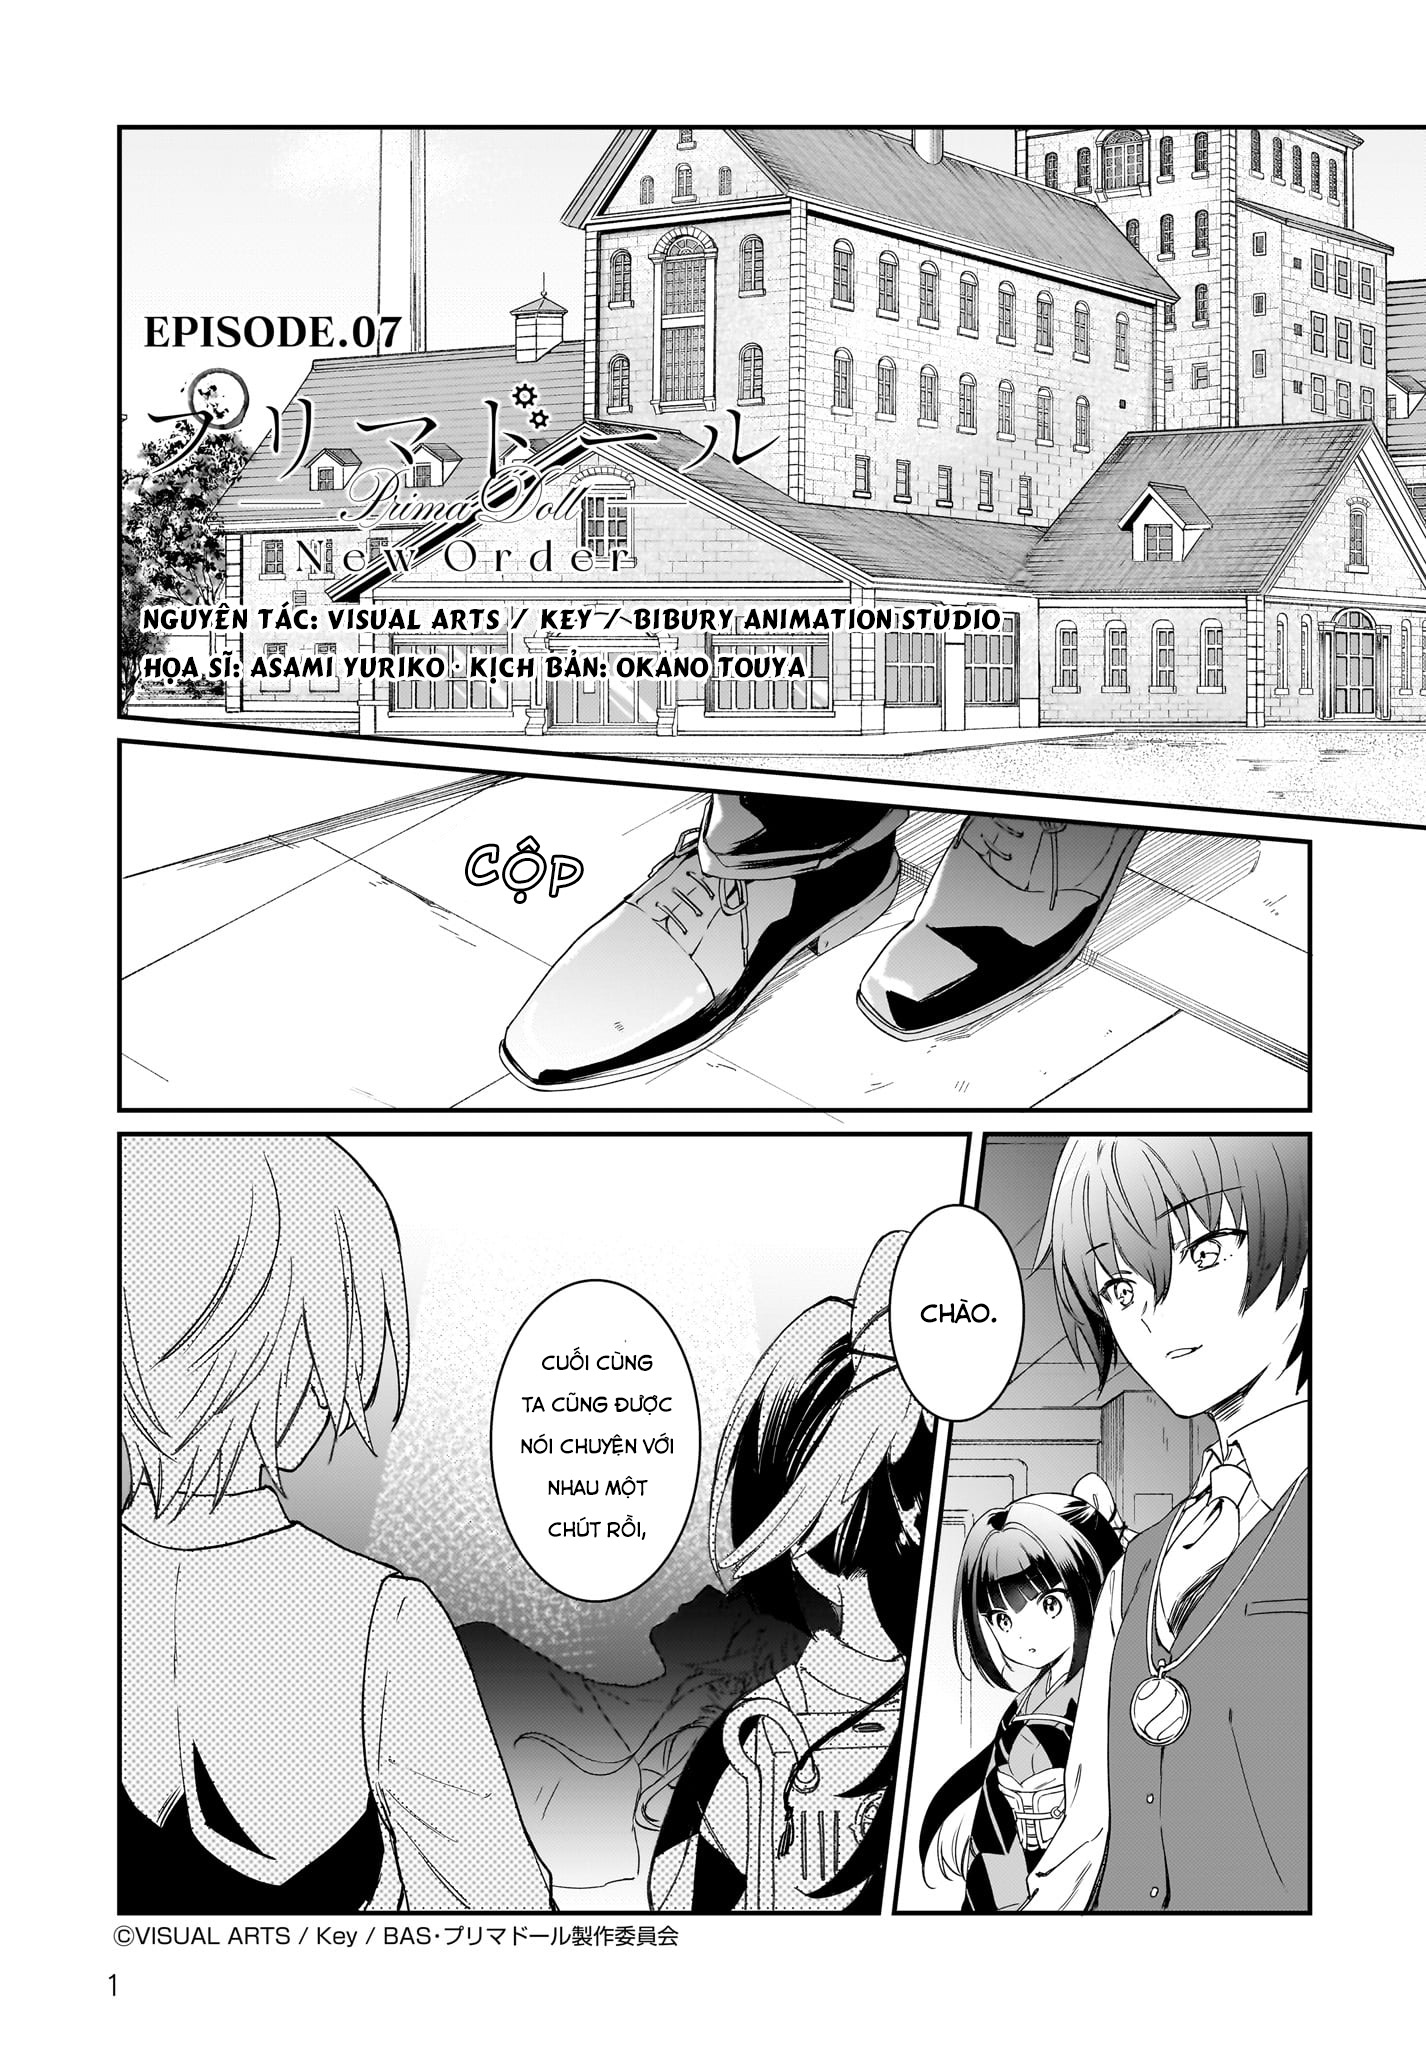 EPISODE.07
プリマドール
Prima Doll
New Order
NGUYÊN TÁC: VISUAL ARTS / KEY / BIBURY ANIMATION STUDIO
HỌA SĨ: ASAMI YURIKO · KỊCH BẢN: OKANO TOUYA
CỘP
CHÀO.
CUỐI CÙNG
TA CŨNG ĐƯỢC
NÓI CHUYỆN VỚI
NHAU MỘT
CHÚT RỒI,
©VISUAL ARTS / Key / BAS・プリマドール製作委員会
1